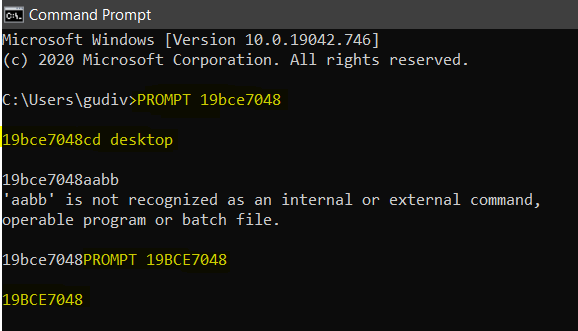 Command Prompt
Microsoft Windows [Version 10.0.19042.746]
(c) 2020 Microsoft Corporation. All rights reserved.
C:\Users\gudiv>PROMPT 19bce7048
19bce7048cd desktop
19bce7048aabb
'aabb' is not recognized as an internal or external command,
operable program or batch file.
19bce7048PROMPT 19BCE7048
19BCE7048